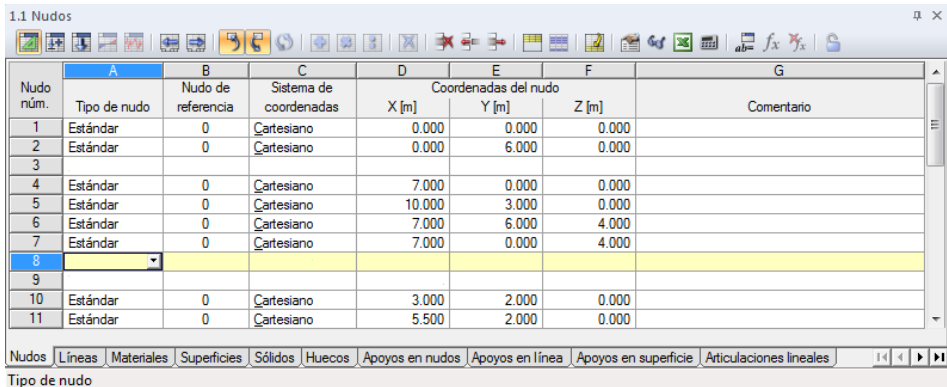 1.1 Nudos
A B C D E F G
Nudo núm. Tipo de nudo Nudo de referencia Sistema de coordenadas Coordenadas del nudo X [m] Y [m] Z [m] Comentario
1 Estándar 0 Cartesiano 0.000 0.000 0.000
2 Estándar 0 Cartesiano 0.000 6.000 0.000
3
4 Estándar 0 Cartesiano 7.000 0.000 0.000
5 Estándar 0 Cartesiano 10.000 3.000 0.000
6 Estándar 0 Cartesiano 7.000 6.000 4.000
7 Estándar 0 Cartesiano 7.000 0.000 4.000
8
9
10 Estándar 0 Cartesiano 3.000 2.000 0.000
11 Estándar 0 Cartesiano 5.500 2.000 0.000
Nudos Líneas Materiales Superficies Sólidos Huecos Apoyos en nudos Apoyos en línea Apoyos en superficie Articulaciones lineales
Tipo de nudo